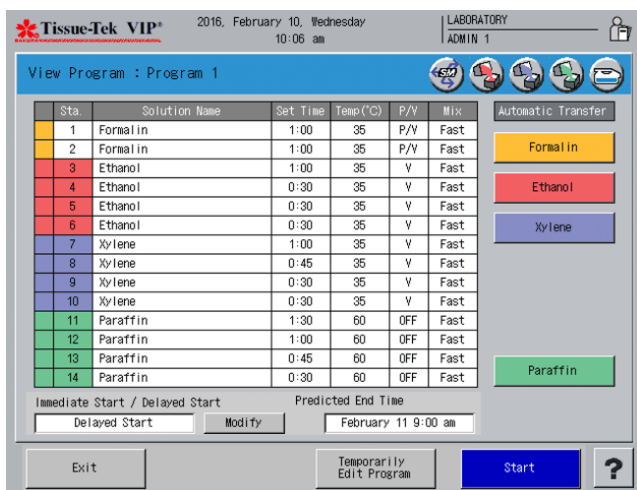 Tissue-Tek VIP®
2016, February 10, Wednesday
10:06 am
LABORATORY
ADMIN 1
View Program : Program 1
Sta. Solution Name Set Time Temp(°C) P/V Mix
1 Formalin 1:00 35 P/V Fast
2 Formalin 1:00 35 P/V Fast
3 Ethanol 1:00 35 V Fast
4 Ethanol 0:30 35 V Fast
5 Ethanol 0:30 35 V Fast
6 Ethanol 0:30 35 V Fast
7 Xylene 1:00 35 V Fast
8 Xylene 0:45 35 V Fast
9 Xylene 0:30 35 V Fast
10 Xylene 0:30 35 V Fast
11 Paraffin 1:30 60 OFF Fast
12 Paraffin 1:00 60 OFF Fast
13 Paraffin 0:45 60 OFF Fast
14 Paraffin 0:30 60 OFF Fast
Automatic Transfer
Formalin
Ethanol
Xylene
Paraffin
Immediate Start / Delayed Start
Delayed Start
Modify
Predicted End Time
February 11 9:00 am
Exit
Temporarily
Edit Program
Start
?